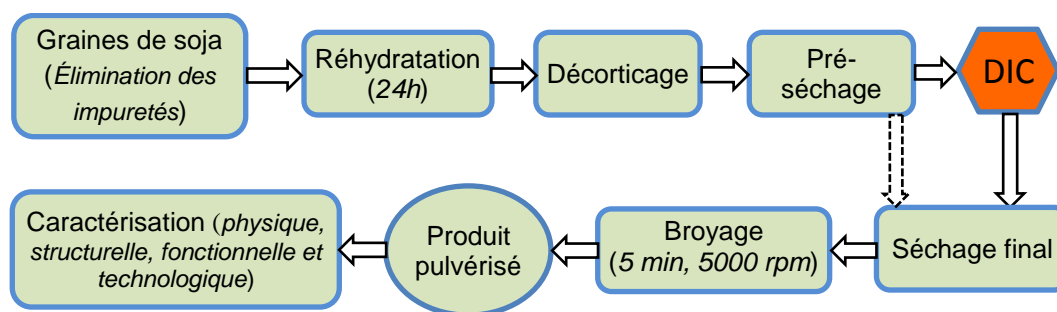 Graines de soja
(Élimination des
impuretés)
Réhydratation
(24h)
Décorticage
Pré-
séchage
DIC
Caractérisation (physique,
structurelle, fonctionnelle et
technologique)
Produit
pulvérisé
Broyage
(5 min, 5000 rpm)
Séchage final